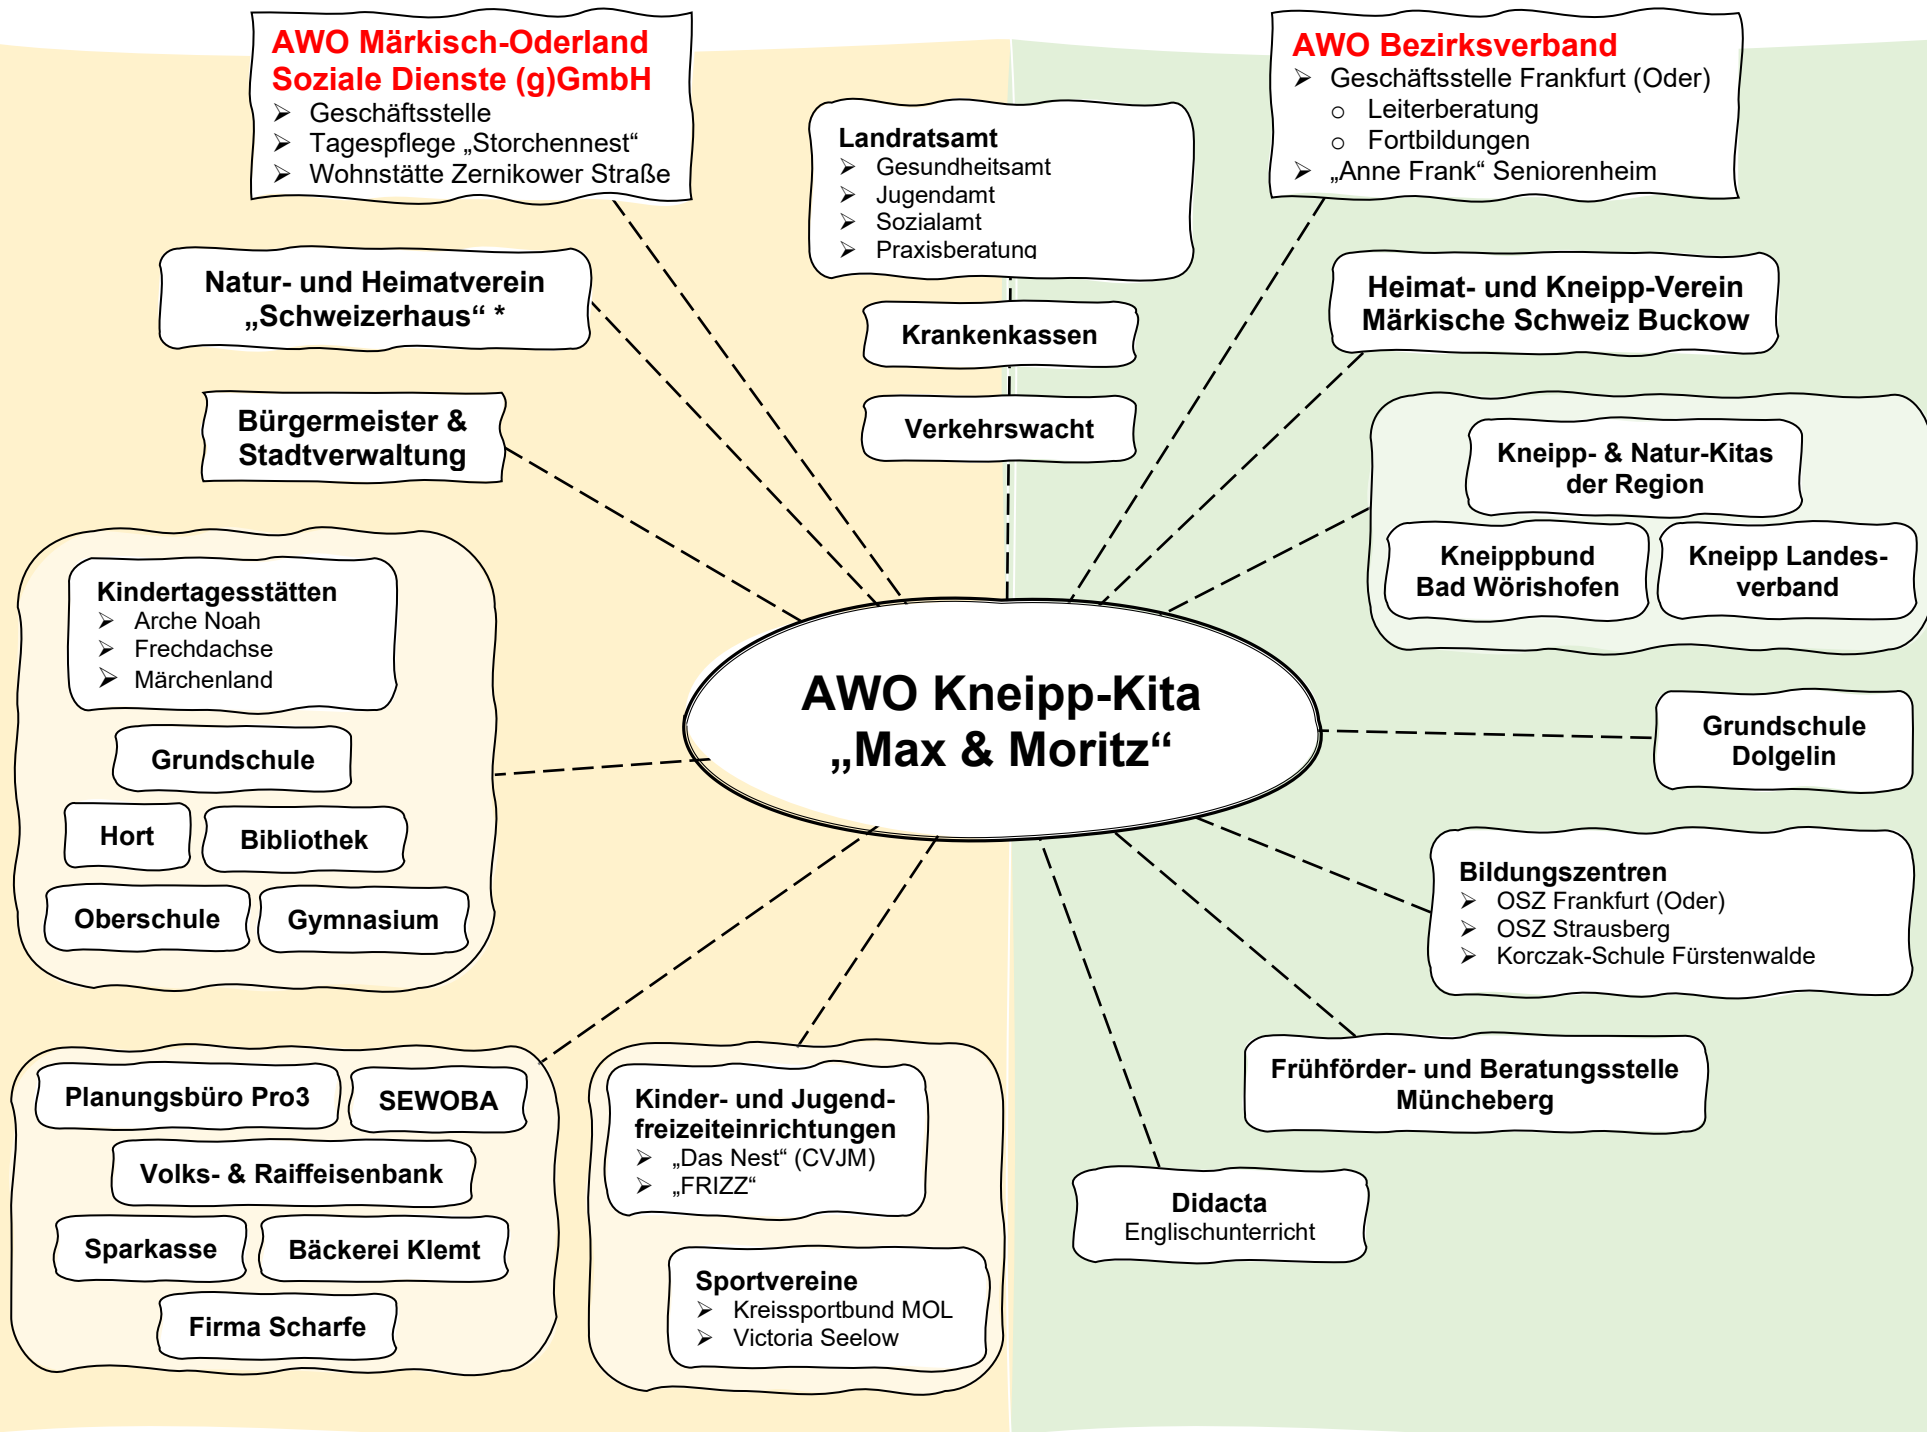 AWO Märkisch-Oderland
Soziale Dienste (g)GmbH
➢ Geschäftsstelle
➢ Tagespflege „Storchennest“
➢ Wohnstätte Zernikower Straße
Landratsamt
➢ Gesundheitsamt
➢ Jugendamt
➢ Sozialamt
➢ Praxisberatung
AWO Bezirksverband
➢ Geschäftsstelle Frankfurt (Oder)
o Leiterberatung
o Fortbildungen
➢ „Anne Frank“ Seniorenheim
Natur- und Heimatverein
„Schweizerhaus“ *
Krankenkassen
Heimat- und Kneipp-Verein
Märkische Schweiz Buckow
Bürgermeister &
Stadtverwaltung
Verkehrswacht
Kneipp- & Natur-Kitas
der Region
Kneippbund
Bad Wörishofen
Kneipp Landes-
verband
Kindertagesstätten
➢ Arche Noah
➢ Frechdachse
➢ Märchenland
Grundschule
Hort
Bibliothek
Oberschule
Gymnasium
AWO Kneipp-Kita
„Max & Moritz“
Grundschule
Dolgelin
Bildungszentren
➢ OSZ Frankfurt (Oder)
➢ OSZ Strausberg
➢ Korczak-Schule Fürstenwalde
Planungsbüro Pro3
SEWOBA
Volks- & Raiffeisenbank
Sparkasse
Bäckerei Klemt
Firma Scharfe
Kinder- und Jugend-
freizeiteinrichtungen
➢ „Das Nest“ (CVJM)
➢ „FRIZZ“
Sportvereine
➢ Kreissportbund MOL
➢ Victoria Seelow
Frühförder- und Beratungsstelle
Müncheberg
Didacta
Englischunterricht